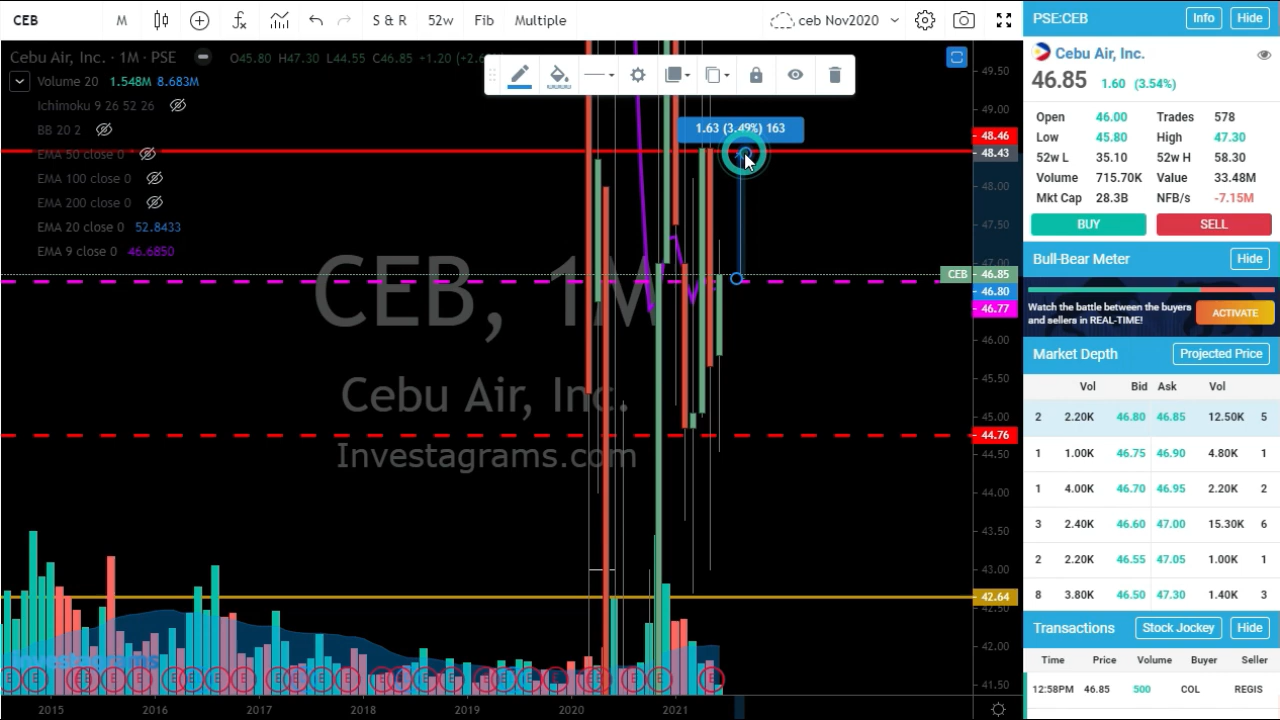 CEB M S & R 52w Fib Multiple ceb Nov2020
Cebu Air, Inc. · 1M · PSE O45.80 H47.30 L44.55 C46.85 +1.20
Volume 20 1.548M 8.683M
Ichimoku 9 26 52 26
BB 20 2
EMA 50 close 0
EMA 100 close 0
EMA 200 close 0
EMA 20 close 0 52.8433
EMA 9 close 0 46.6850
1.63 (3.49%) 163
CEB, 1M
Cebu Air, Inc.
Investagrams.com
Investagrams
49.50
49.00
48.46
48.43
48.00
47.50
47.00
CEB 46.85
46.80
46.77
46.00
45.50
45.00
44.76
44.50
44.00
43.50
43.00
42.64
42.50
42.00
41.50
E E E E E E E E E E E E E E E E E E E E E E E
2015 2016 2017 2018 2019 2020 2021
PSE:CEB Info Hide
Cebu Air, Inc.
46.85 1.60 (3.54%)
Open 46.00 Trades 578
Low 45.80 High 47.30
52w L 35.10 52w H 58.30
Volume 715.70K Value 33.48M
Mkt Cap 28.3B NFB/s -7.15M
BUY SELL
Bull-Bear Meter Hide
Watch the battle between the buyers
and sellers in REAL-TIME!
ACTIVATE
Market Depth Projected Price
Vol Bid Ask Vol
2 2.20K 46.80 46.85 12.50K 5
1 1.00K 46.75 46.90 4.80K 1
1 4.00K 46.70 46.95 2.20K 2
3 2.40K 46.60 47.00 15.30K 6
2 2.20K 46.55 47.05 1.00K 1
8 3.80K 46.50 47.30 1.40K 3
Transactions Stock Jockey Hide
Time Price Volume Buyer Seller
12:58PM 46.85 500 COL REGIS